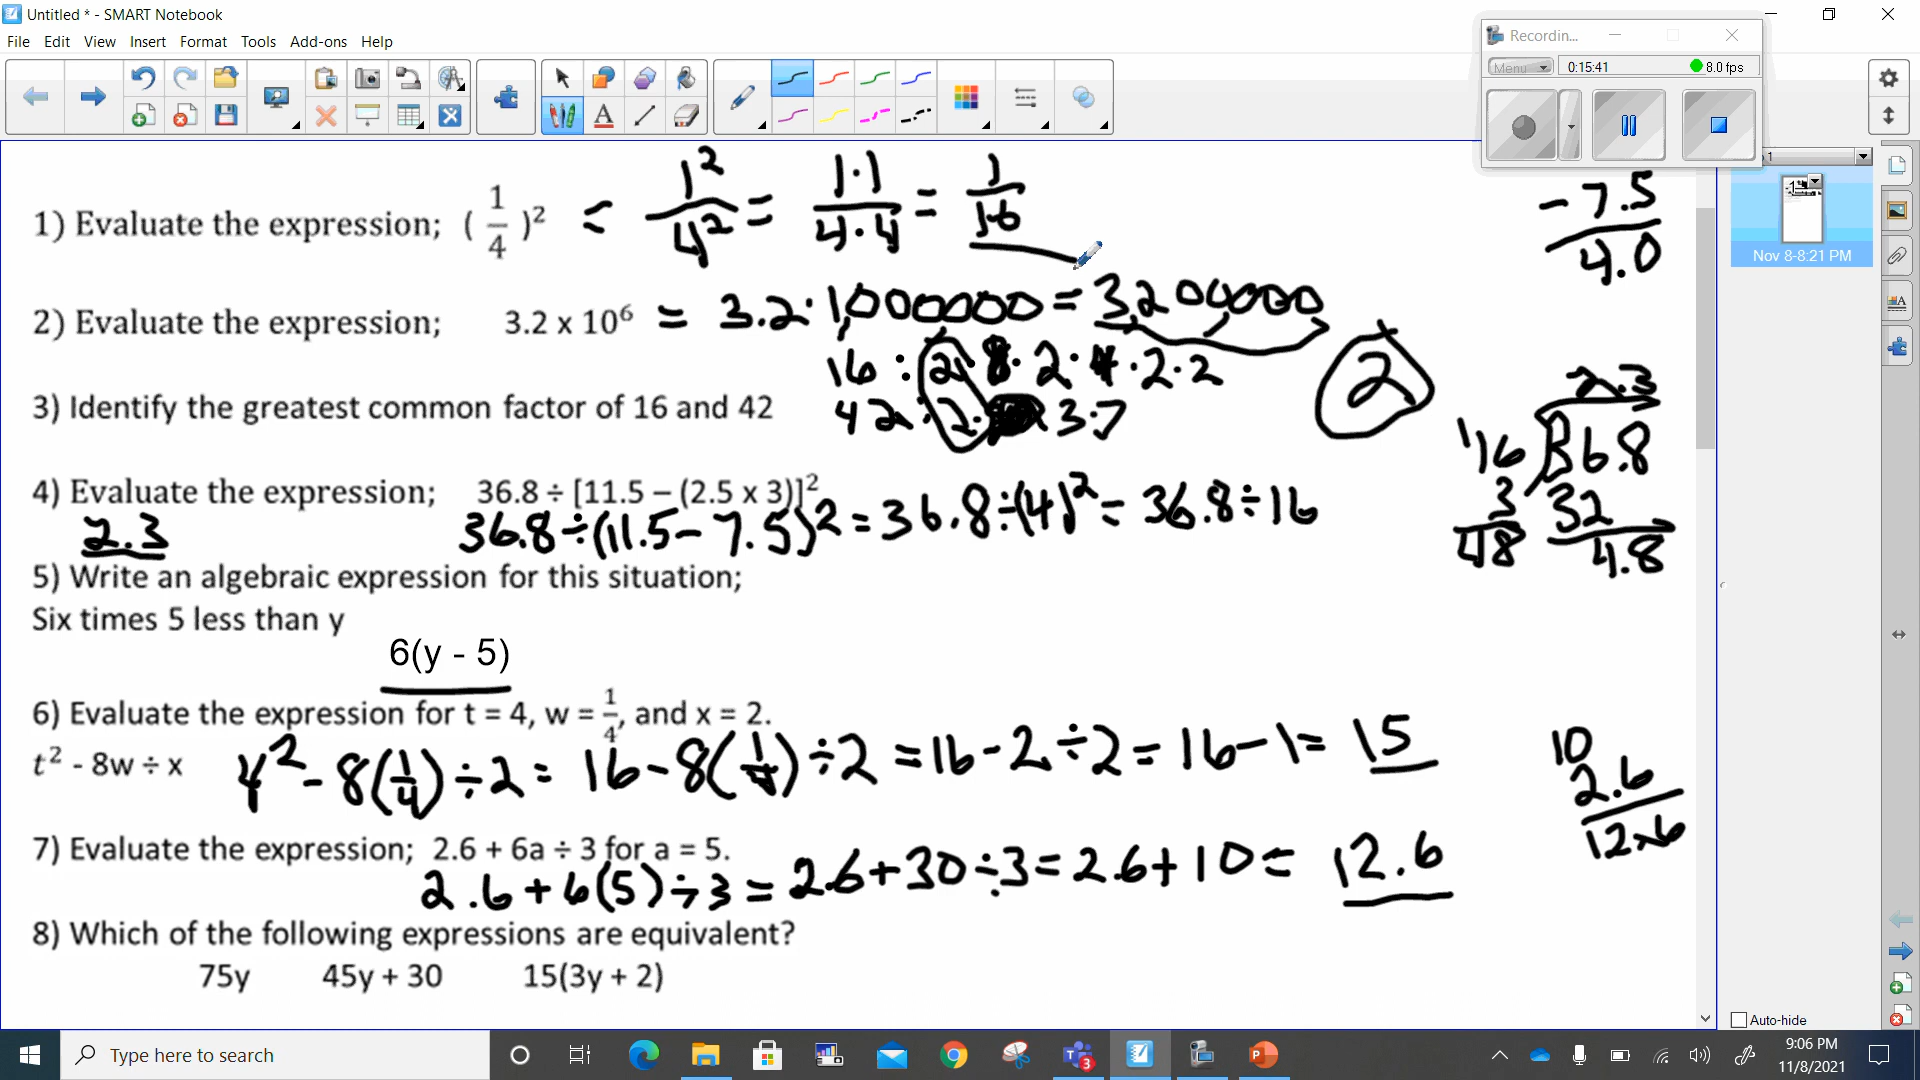 Untitled * - SMART Notebook
File Edit View Insert Format Tools Add-ons Help
Recordin...
Menu 0:15:41 8.0 fps
1) Evaluate the expression; ( 1/4 )² = 1²/4² = 1·1/4·4 = 1/16
- 7.5
4.0
2) Evaluate the expression; 3.2 x 10⁶ = 3.2 · 1,000000 = 3,200000
16 : 2 · 8 · 2 · 4 · 2 · 2
3) Identify the greatest common factor of 16 and 42
42 : 2 · 3·7
2
2.3
16 36.8
3 32
48 4.8
4) Evaluate the expression; 36.8 ÷ [11.5 – (2.5 x 3)]²
2.3 36.8÷(11.5-7.5)2 = 36.8÷(4)² = 36.8÷16
5) Write an algebraic expression for this situation;
Six times 5 less than y
6(y - 5)
6) Evaluate the expression for t = 4, w = 1/4, and x = 2.
t² - 8w ÷ x 4² - 8(1/4) ÷ 2 = 16 - 8(1/4) ÷ 2 = 16 - 2 ÷ 2 = 16 - 1 = 15
10
2.6
12.6
7) Evaluate the expression; 2.6 + 6a ÷ 3 for a = 5.
2.6 + 6(5) ÷ 3 = 2.6 + 30 ÷ 3 = 2.6 + 10 = 12.6
8) Which of the following expressions are equivalent?
75y 45y + 30 15(3y + 2)
1
Nov 8-8:21 PM
Auto-hide
Type here to search
9:06 PM
11/8/2021